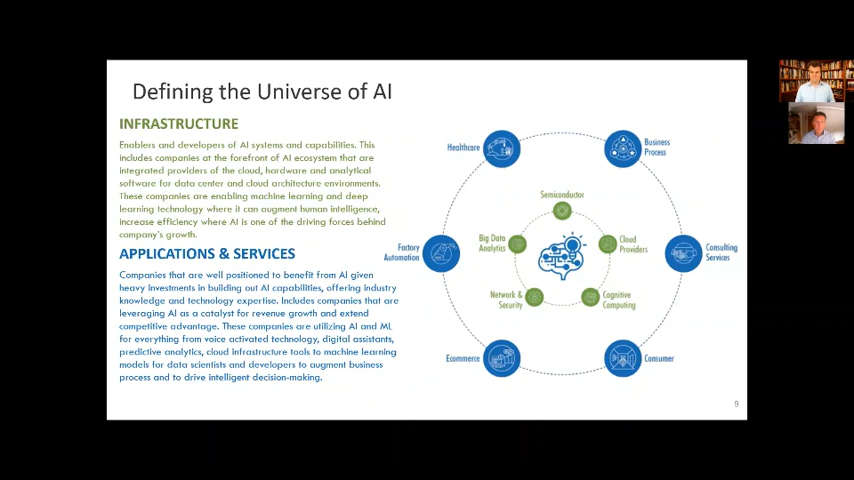 Defining the Universe of AI
INFRASTRUCTURE
Enablers and developers of AI systems and capabilities. This
includes companies at the forefront of AI ecosystem that are
integrated providers of the cloud, hardware and analytical
software for data center and cloud architecture environments.
These companies are enabling machine learning and deep
learning technology where it can augment human intelligence,
increase efficiency where AI is one of the driving forces behind
company's growth.
APPLICATIONS & SERVICES
Companies that are well positioned to benefit from AI given
heavy investments in building out AI capabilities, offering industry
knowledge and technology expertise. Includes companies that are
leveraging AI as a catalyst for revenue growth and extend
competitive advantage. These companies are utilizing AI and ML
for everything from voice activated technology, digital assistants,
predictive analytics, cloud infrastructure tools to machine learning
models for data scientists and developers to augment business
process and to drive intelligent decision-making.
Healthcare
Business
Process
Semiconductor
Big Data
Analytics
Cloud
Providers
Factory
Automation
Consulting
Services
Network &
Security
Cognitive
Computing
Ecommerce
Consumer
9